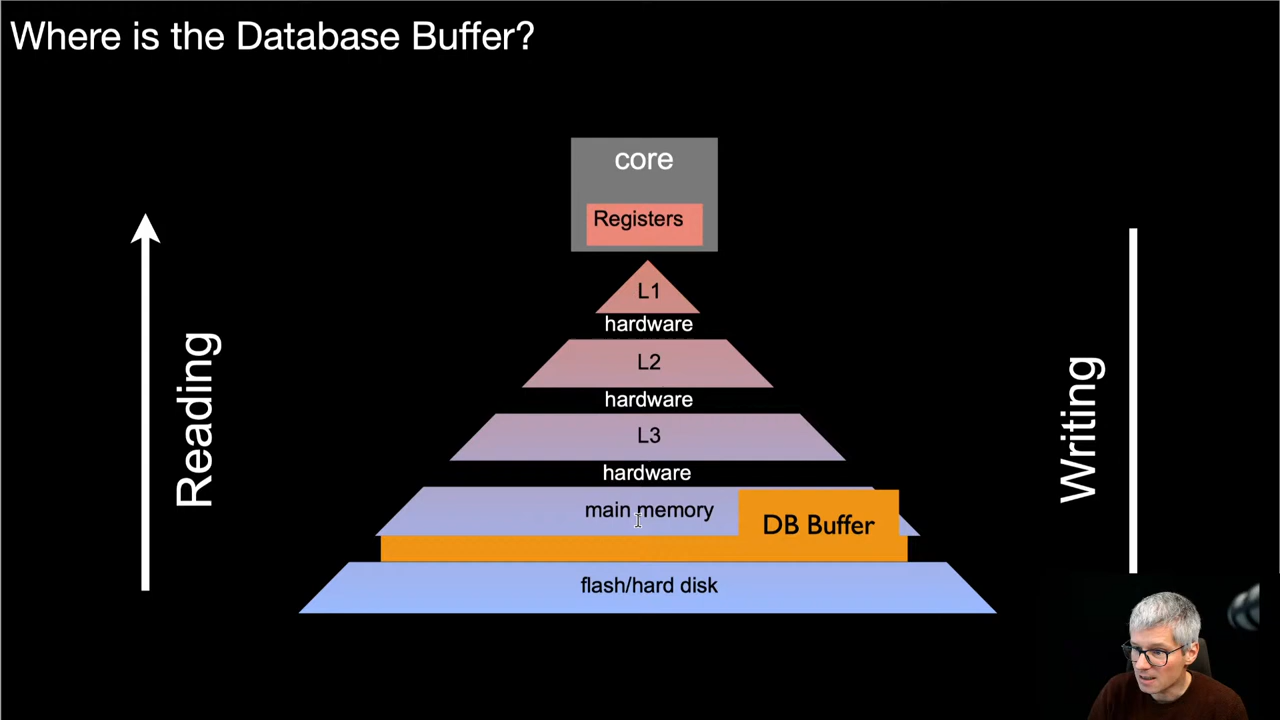 Where is the Database Buffer?
core
Registers
L1
hardware
L2
hardware
L3
hardware
main memory
DB Buffer
flash/hard disk
Reading
Writing